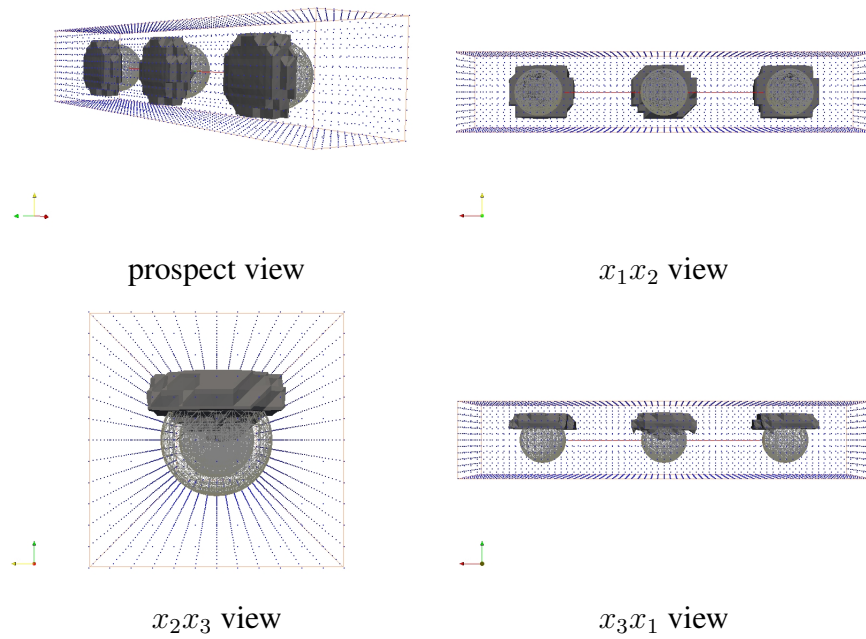 prospect view
x₁x₂ view
x₂x₃ view
x₃x₁ view